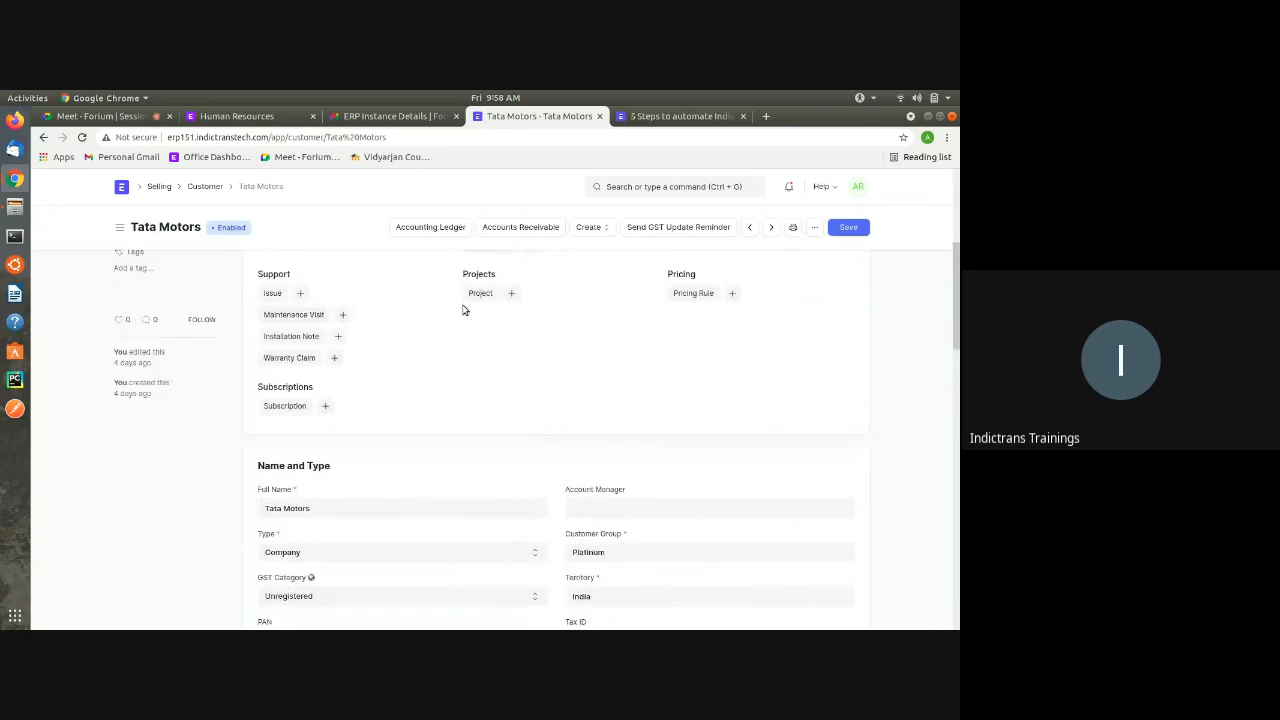 Activities Google Chrome Fri 9:58 AM
Meet - Forium | Sessio Human Resources ERP Instance Details | For Tata Motors - Tata Motors 5 Steps to automate India
Not secure erp151.indictranstech.com/app/customer/Tata%20Motors A
Apps Personal Gmail Office Dashbo... Meet - Forium... Vidyarjan Cou... Reading list
E Selling Customer Tata Motors Search or type a command (Ctrl + G) Help AR
Tata Motors Enabled Accounting Ledger Accounts Receivable Create Send GST Update Reminder ... Save
Tags
Add a tag ...
0 0 FOLLOW
You edited this
4 days ago
You created this
4 days ago
Support Projects Pricing
Issue + Project + Pricing Rule +
Maintenance Visit +
Installation Note +
Warranty Claim +
Subscriptions
Subscription +
Name and Type
Full Name * Account Manager
Tata Motors
Type * Customer Group *
Company Platinum
GST Category Territory *
Unregistered India
PAN Tax ID
I
Indictrans Trainings